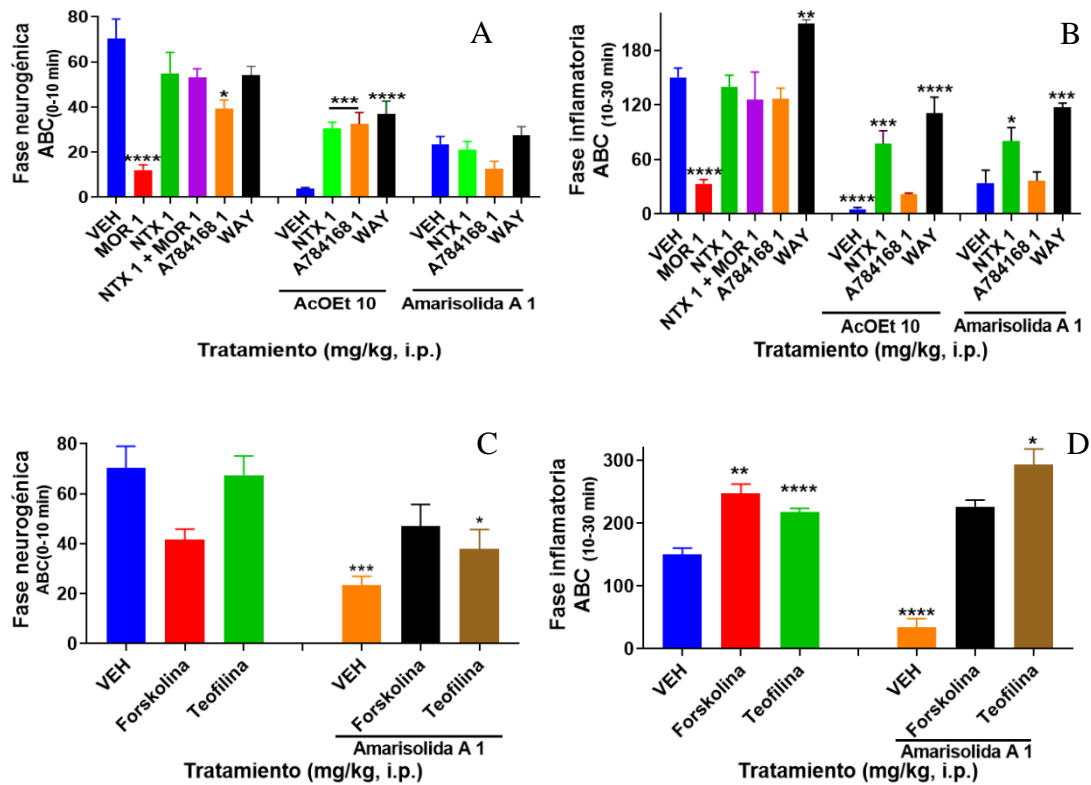 A
Fase neurogénica
ABC(0-10 min)
80
60
40
20
0
****
*
***
****
VEH
MOR 1
NTX 1
NTX 1 + MOR 1
A784168 1
WAY
VEH
NTX 1
A784168 1
WAY
VEH
NTX 1
A784168 1
WAY
AcOEt 10
Amarisolida A 1
Tratamiento (mg/kg, i.p.)
B
Fase inflamatoria
ABC (10-30 min)
180
120
60
0
****
**
****
***
****
*
***
VEH
MOR 1
NTX 1
NTX 1 + MOR 1
A784168 1
WAY
VEH
NTX 1
A784168 1
WAY
VEH
NTX 1
A784168 1
WAY
AcOEt 10
Amarisolida A 1
Tratamiento (mg/kg, i.p.)
C
Fase neurogénica
ABC(0-10 min)
80
60
40
20
0
***
*
VEH
Forskolina
Teofilina
VEH
Forskolina
Teofilina
Amarisolida A 1
Tratamiento (mg/kg, i.p.)
D
Fase inflamatoria
ABC (10-30 min)
300
200
100
0
**
****
****
*
VEH
Forskolina
Teofilina
VEH
Forskolina
Teofilina
Amarisolida A 1
Tratamiento (mg/kg, i.p.)